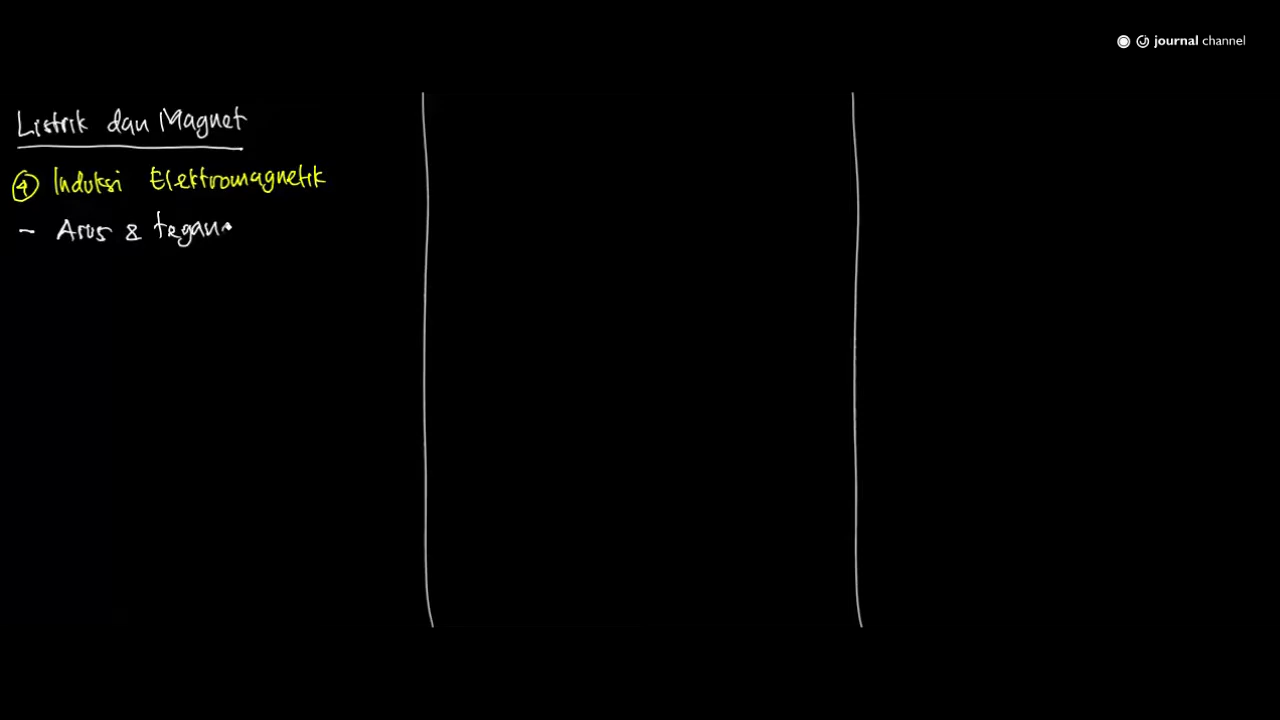 journal channel
Listrik dan Magnet
4 Induksi Elektromagnetik
- Arus & tegan